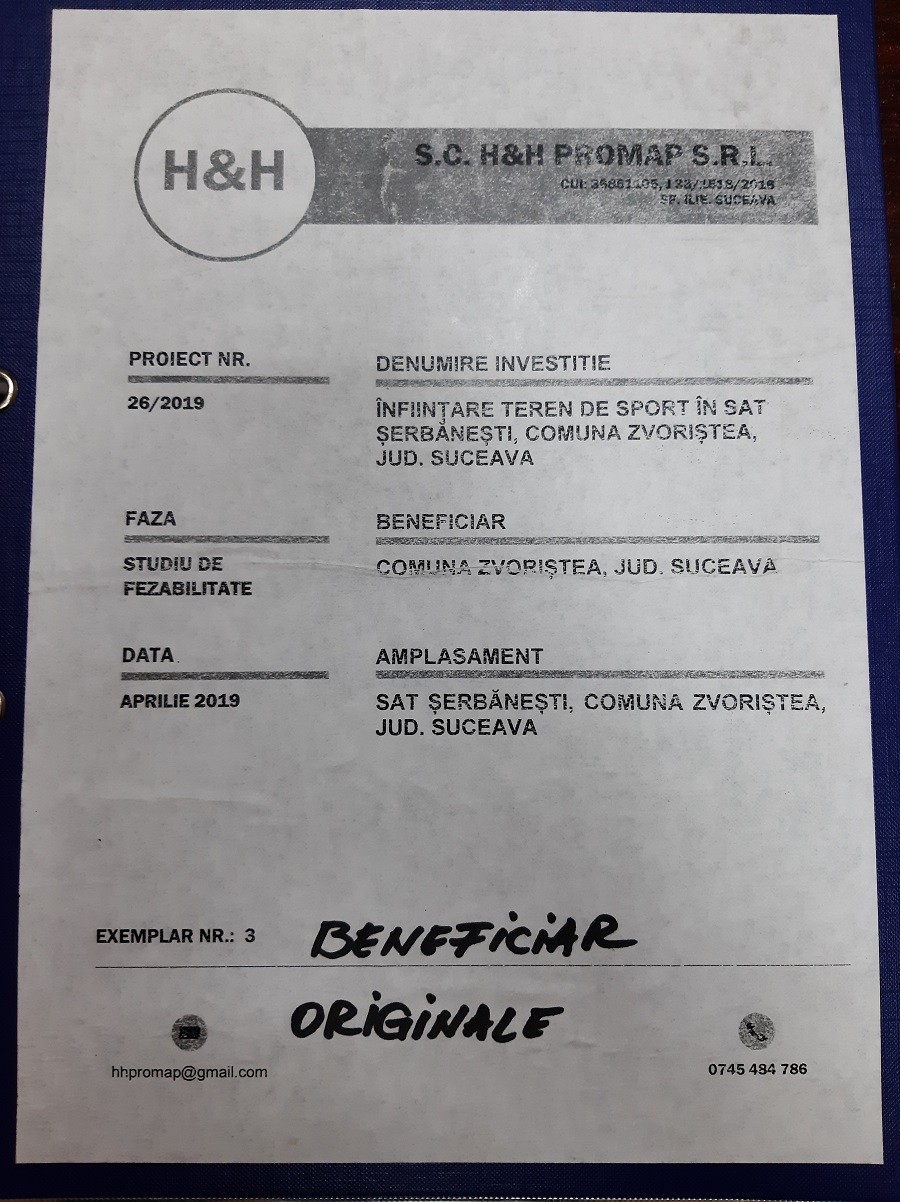 H&H
S.C. H&H PROMAP S.R.L.
SF. ILIE, SUCEAVA
PROIECT NR.
26/2019
DENUMIRE INVESTITIE
ÎNFIINȚARE TEREN DE SPORT ÎN SAT
ȘERBĂNEȘTI, COMUNA ZVORIȘTEA,
JUD. SUCEAVA
FAZA
STUDIU DE
FEZABILITATE
BENEFICIAR
COMUNA ZVORIȘTEA, JUD. SUCEAVA
DATA
APRILIE 2019
AMPLASAMENT
SAT ȘERBĂNEȘTI, COMUNA ZVORIȘTEA,
JUD. SUCEAVA
EXEMPLAR NR.: 3 BENEFICIAR
ORIGINALE
hhpromap@gmail.com
0745 484 786